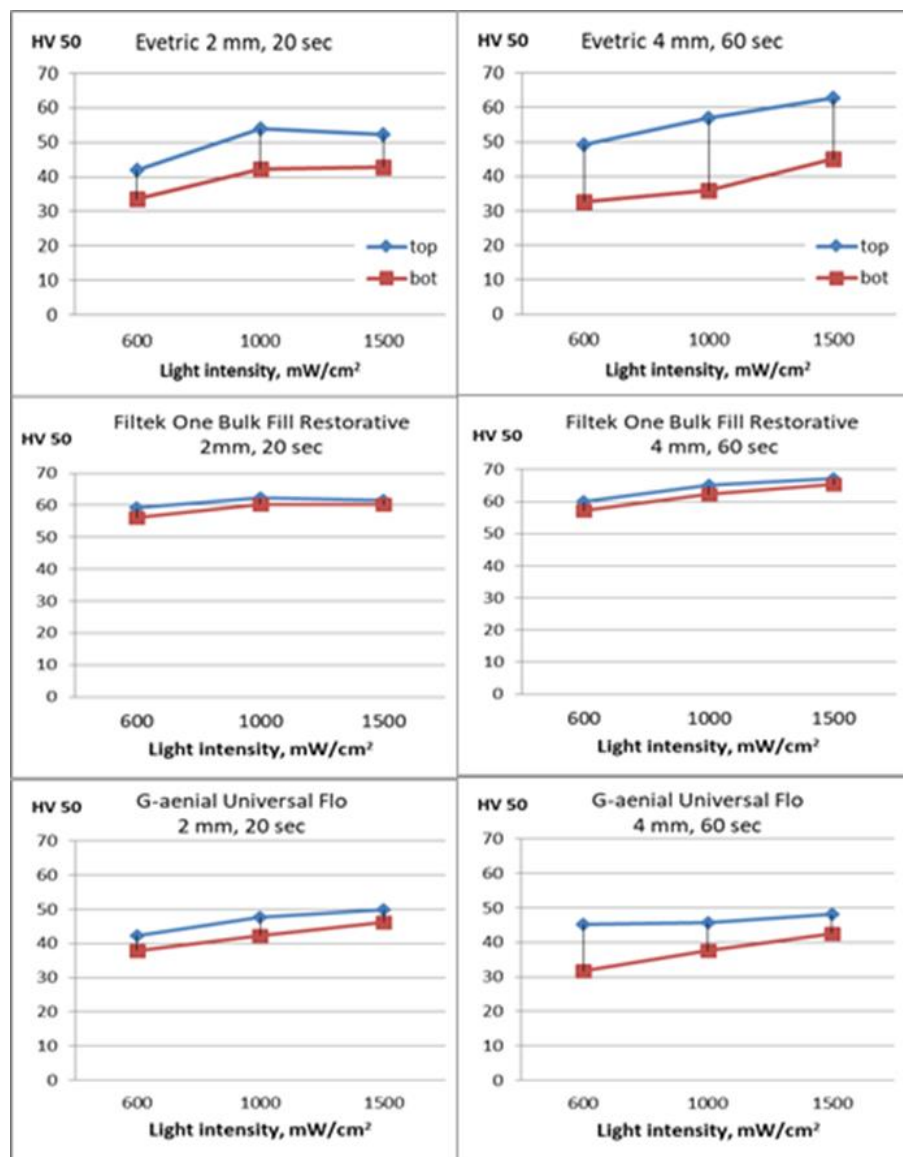 HV 50
Evetric 2 mm, 20 sec
70
60
50
40
30
20
10
0
top
bot
600 1000 1500
Light intensity, mW/cm²
HV 50
Evetric 4 mm, 60 sec
70
60
50
40
30
20
10
0
top
bot
600 1000 1500
Light intensity, mW/cm²
HV 50
Filtek One Bulk Fill Restorative
2mm, 20 sec
70
60
50
40
30
20
10
0
600 1000 1500
Light intensity, mW/cm²
HV 50
Filtek One Bulk Fill Restorative
4 mm, 60 sec
70
60
50
40
30
20
10
0
600 1000 1500
Light intensity, mW/cm²
HV 50
G-aenial Universal Flo
2 mm, 20 sec
70
60
50
40
30
20
10
0
600 1000 1500
Light intensity, mW/cm²
HV 50
G-aenial Universal Flo
4 mm, 60 sec
70
60
50
40
30
20
10
0
600 1000 1500
Light intensity, mW/cm²